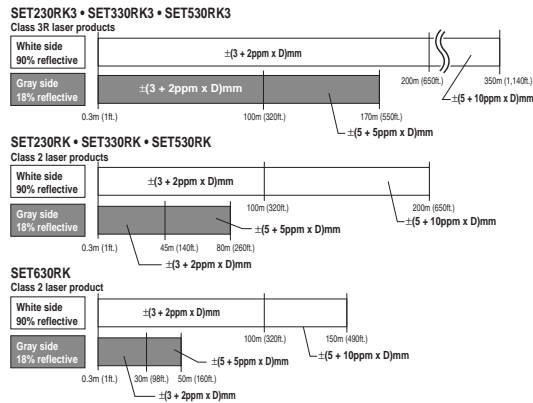 SET230RK3 • SET330RK3 • SET530RK3
Class 3R laser products
White side
90% reflective
±(3 + 2ppm x D)mm
200m (650ft.)
350m (1,140ft.)
±(5 + 10ppm x D)mm
Gray side
18% reflective
±(3 + 2ppm x D)mm
0.3m (1ft.)
100m (320ft.)
170m (550ft.)
±(5 + 5ppm x D)mm
SET230RK • SET330RK • SET530RK
Class 2 laser products
White side
90% reflective
±(3 + 2ppm x D)mm
100m (320ft.)
200m (650ft.)
±(5 + 10ppm x D)mm
Gray side
18% reflective
±(5 + 5ppm x D)mm
0.3m (1ft.)
45m (140ft.)
80m (260ft.)
±(3 + 2ppm x D)mm
SET630RK
Class 2 laser product
White side
90% reflective
±(3 + 2ppm x D)mm
100m (320ft.)
150m (490ft.)
±(5 + 10ppm x D)mm
Gray side
18% reflective
±(5 + 5ppm x D)mm
0.3m (1ft.)
30m (98ft.)
50m (160ft.)
±(3 + 2ppm x D)mm